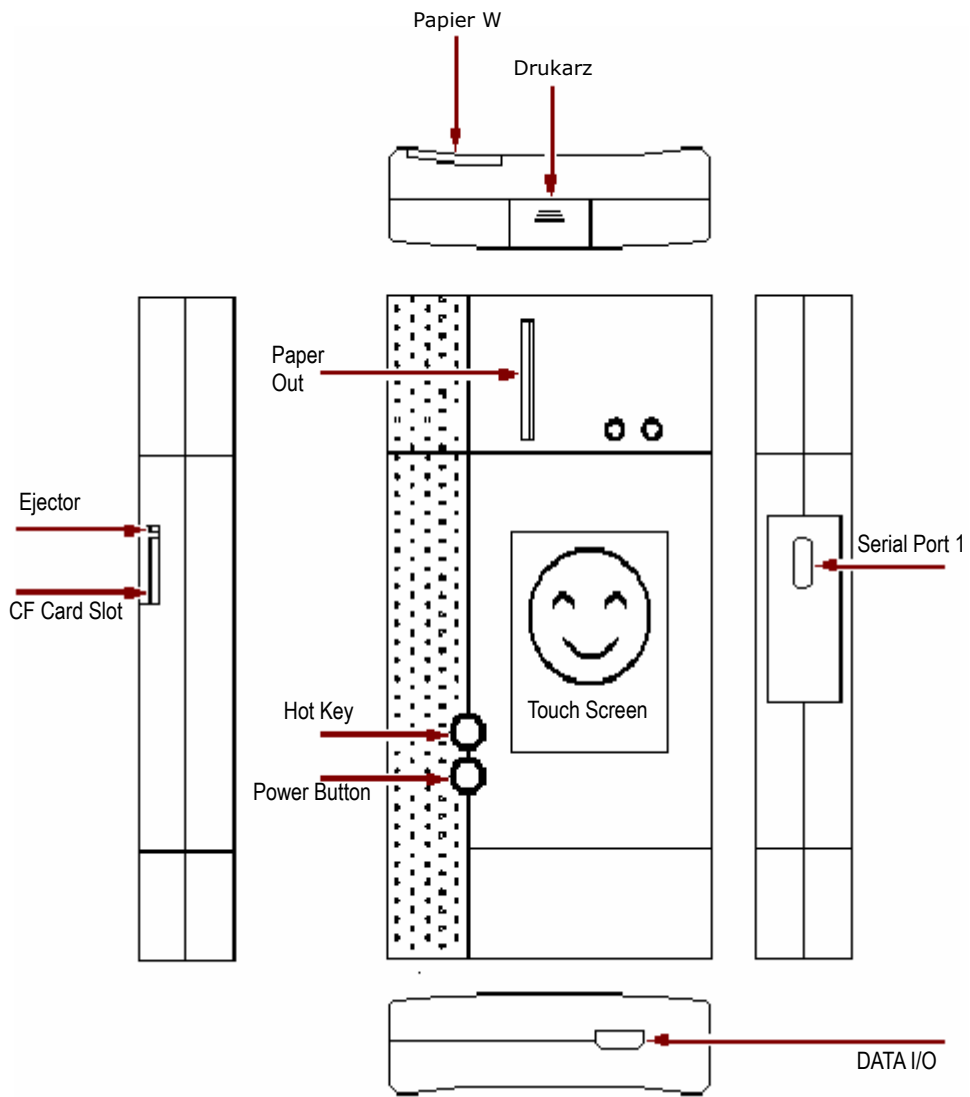 Papier W
Drukarz
Paper
Out
Ejector
CF Card Slot
Serial Port 1
Hot Key
Touch Screen
Power Button
DATA I/O